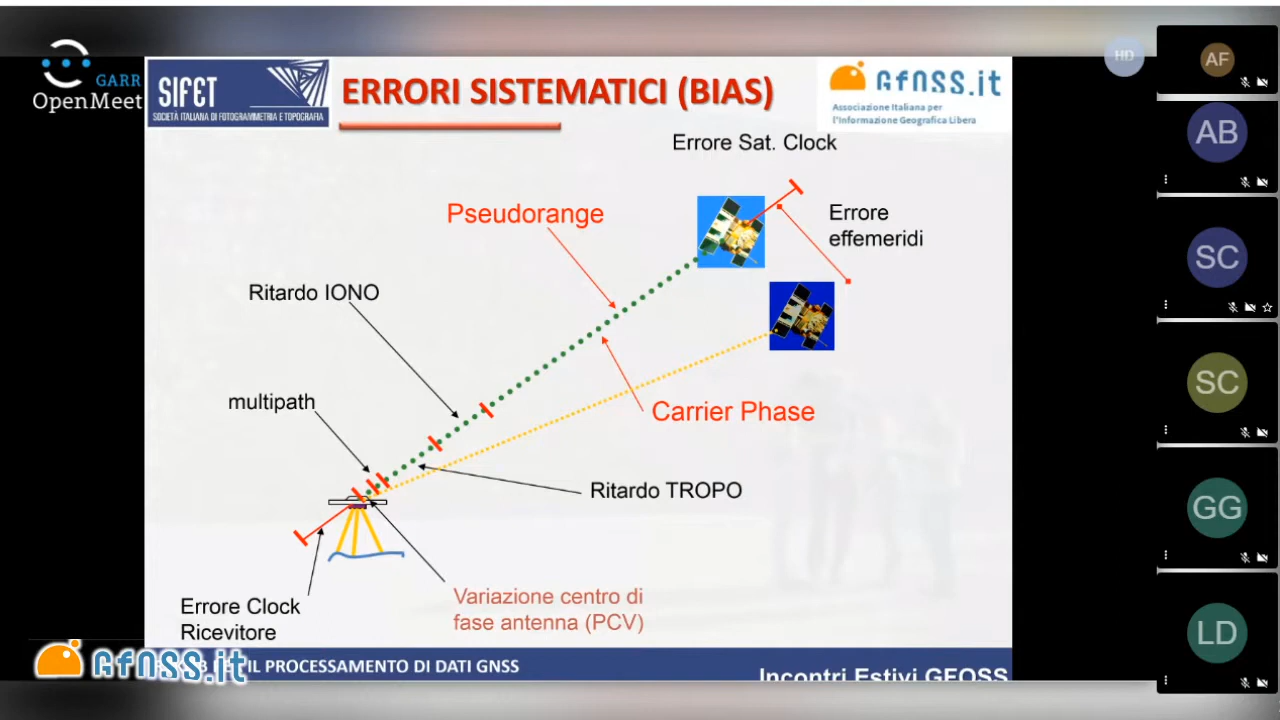 GARR
OpenMeet
SIFET
SOCIETÀ ITALIANA DI FOTOGRAMMETRIA E TOPOGRAFIA
ERRORI SISTEMATICI (BIAS)
GFOSS.it
Associazione Italiana per
l'Informazione Geografica Libera
HD
AF
AB
SC
SC
GG
LD
Errore Sat. Clock
Pseudorange
Errore
effemeridi
Ritardo IONO
multipath
Carrier Phase
Ritardo TROPO
Variazione centro di
fase antenna (PCV)
Errore Clock
Ricevitore
GFOSS.it
IL PROCESSAMENTO DI DATI GNSS
Incontri Estivi GFOSS